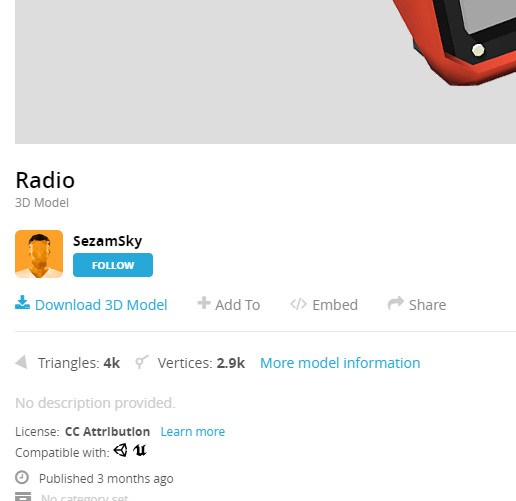 Radio
3D Model
SezamSky
FOLLOW
Download 3D Model Add To Embed Share
Triangles: 4k Vertices: 2.9k More model information
No description provided.
License: CC Attribution Learn more
Compatible with:
Published 3 months ago
No category set